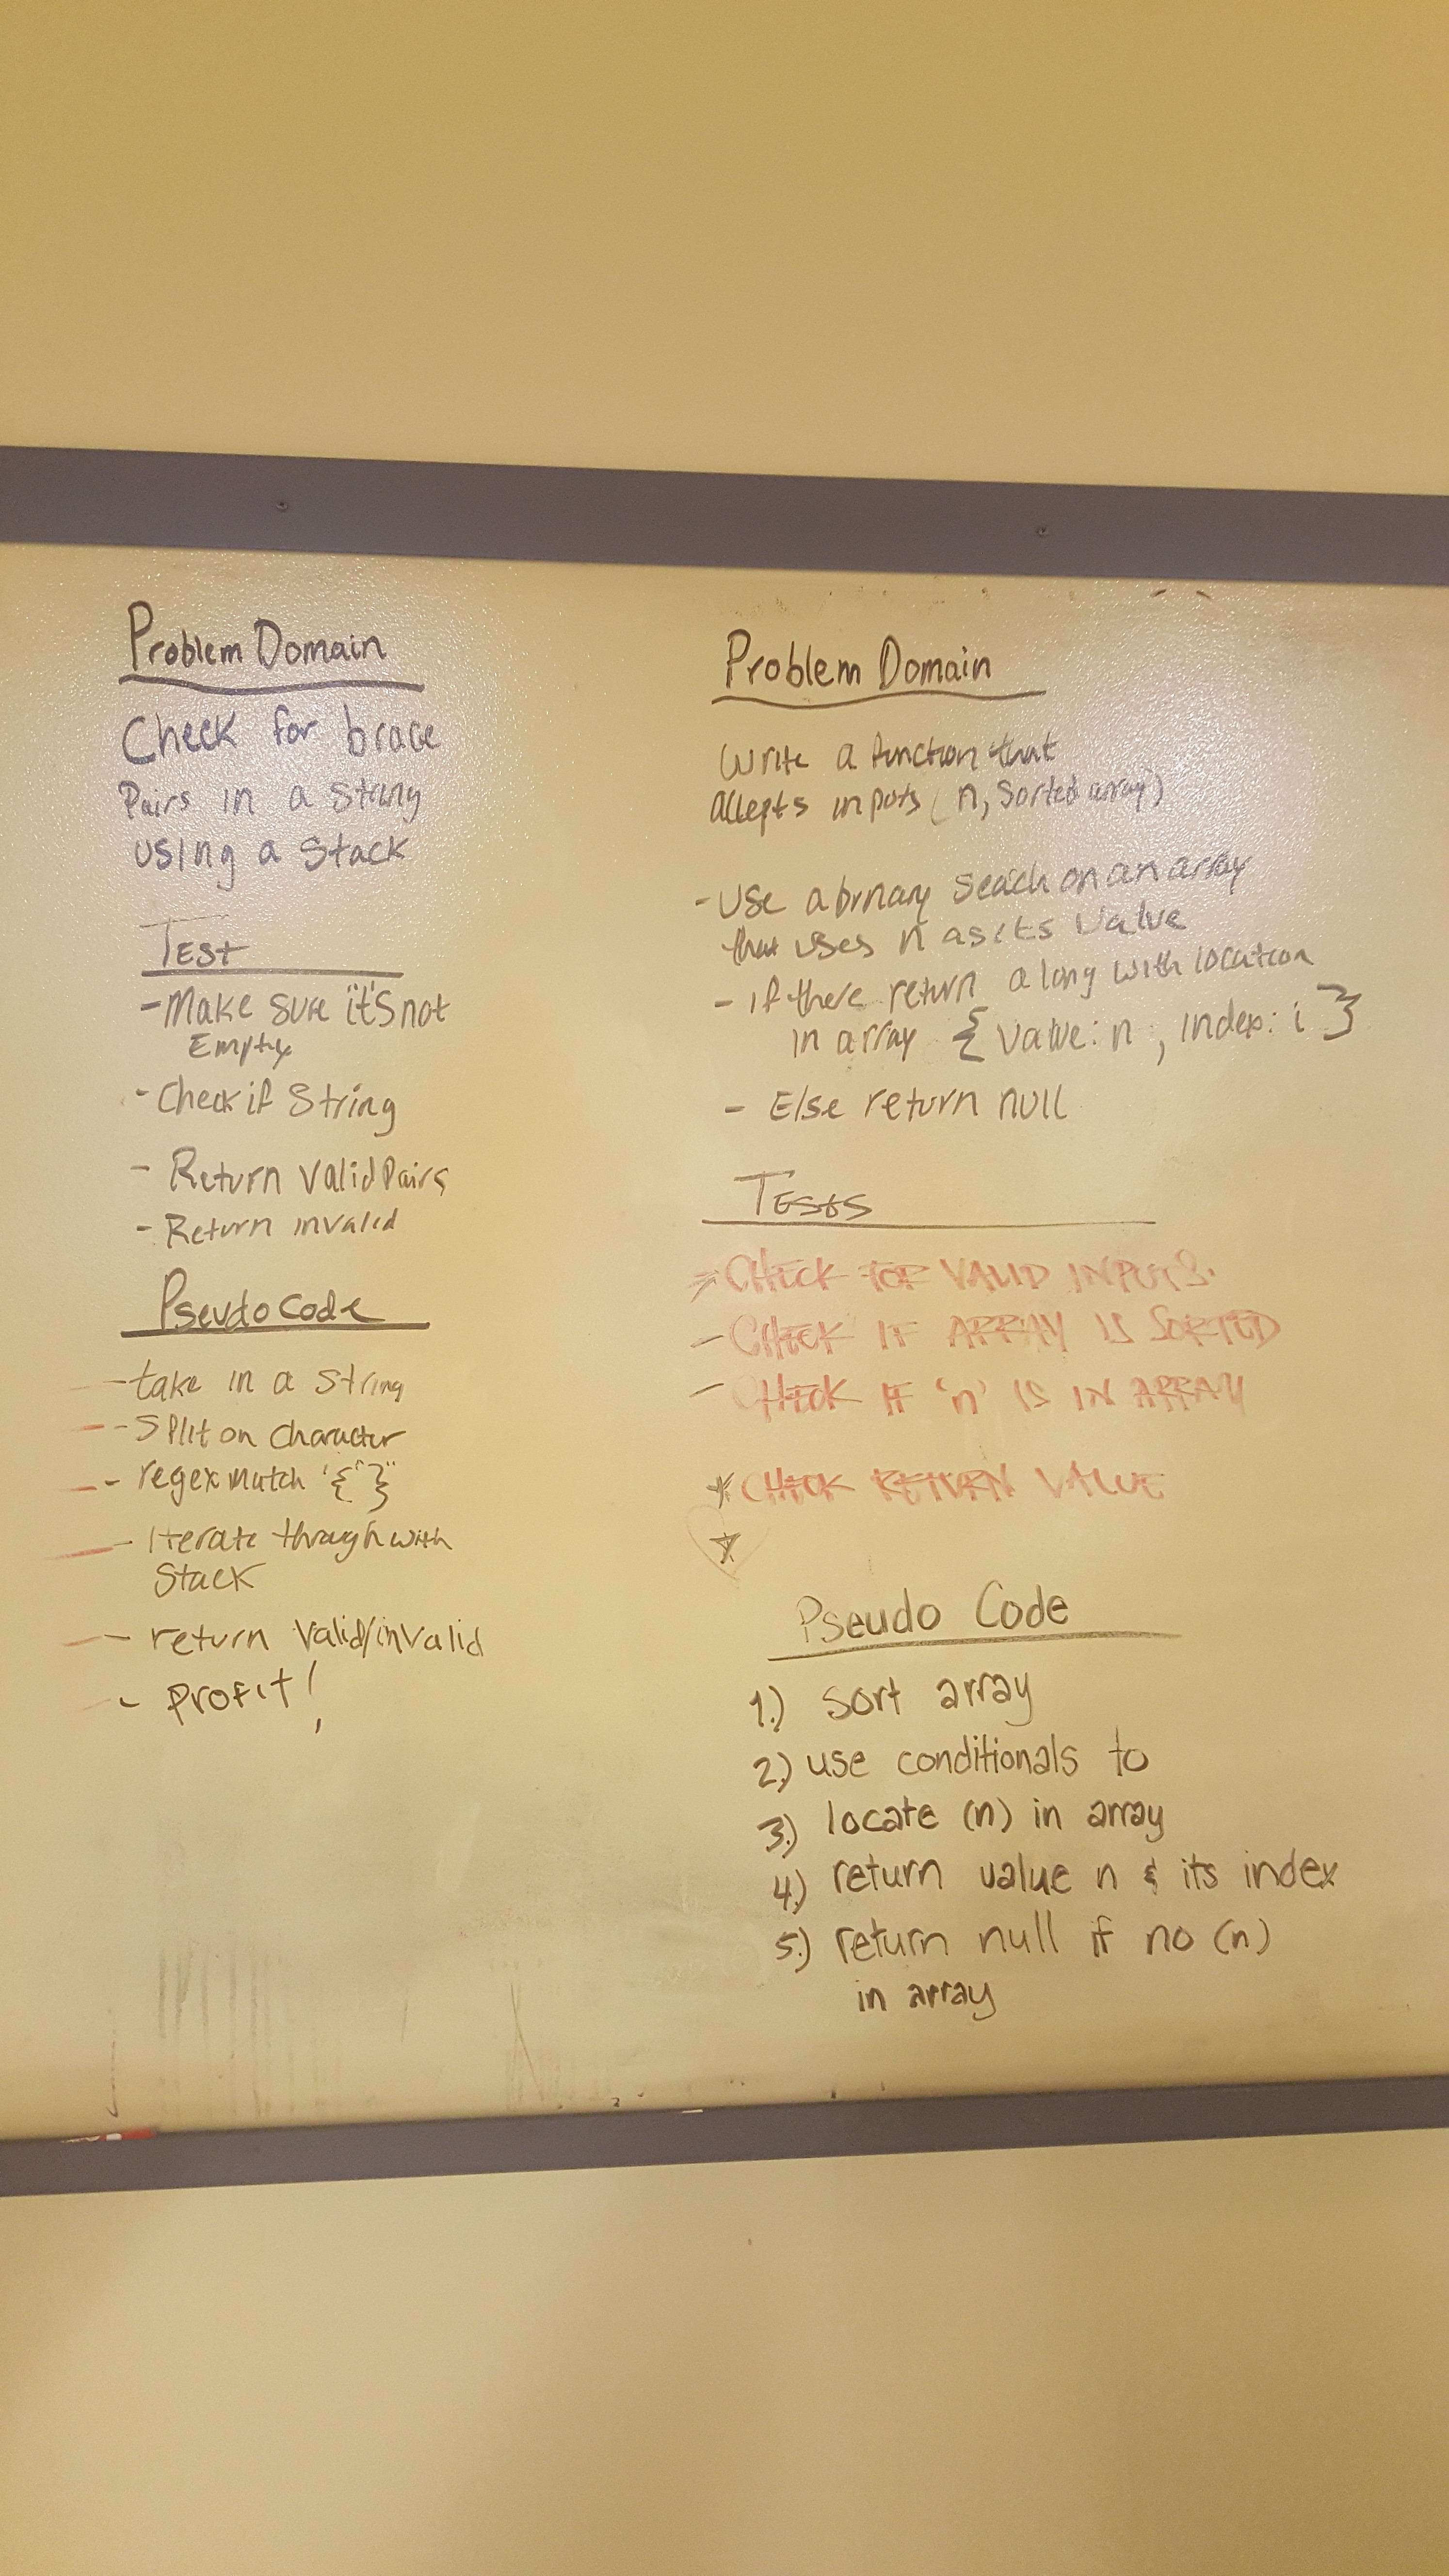 Problem Domain
Check for brace
Pairs in a string
using a Stack
Test
- Make sure it's not
Empty
- Check if String
- Return Valid Pairs
- Return invalid
Pseudo Code
- take in a string
- Split on Character
- regex match "{" "}"
- Iterate through with
Stack
- return Valid/invalid
- Profit!
Problem Domain
Write a function that
accepts inputs (n, Sorted array)
- Use a binary search on an array
that uses n as its value
- if there return along with location
in array { Value: n, index: i }
- Else return null
Tests
- CHECK FOR VALID INPUTS.
- CHECK IF ARRAY IS SORTED
- CHECK IF 'n' IS IN ARRAY
* CHECK RETURN VALUE
Pseudo Code
1.) sort array
2.) use conditionals to
3.) locate (n) in array
4.) return value n & its index
5.) return null if no (n)
in array